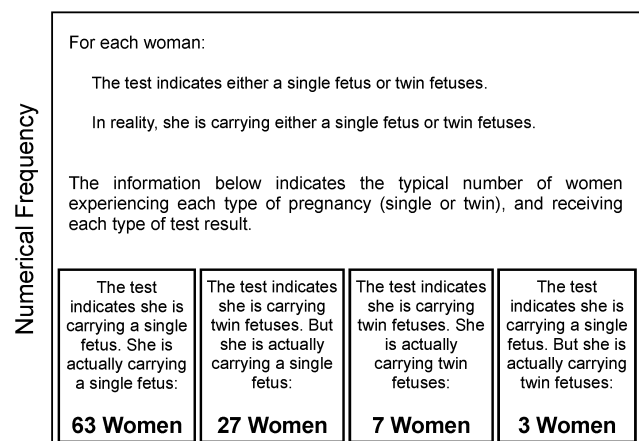 Numerical Frequency
For each woman:
The test indicates either a single fetus or twin fetuses.
In reality, she is carrying either a single fetus or twin fetuses.
The information below indicates the typical number of women
experiencing each type of pregnancy (single or twin), and receiving
each type of test result.
The test
indicates she is
carrying a single
fetus. She is
actually carrying
a single fetus:
63 Women
The test indicates
she is carrying
twin fetuses. But
she is actually
carrying a single
fetus:
27 Women
The test indicates
she is carrying
twin fetuses. She
is actually
carrying twin
fetuses:
7 Women
The test
indicates she is
carrying a single
fetus. But she is
actually carrying
twin fetuses:
3 Women